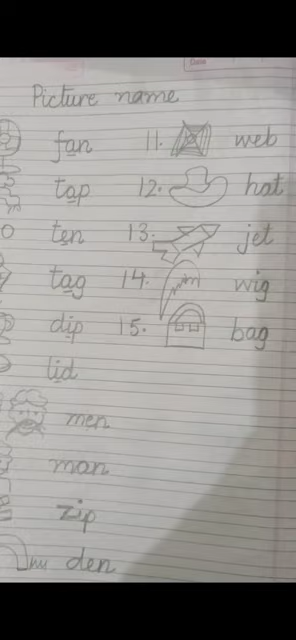 Picture name
fan 11. web
tap 12. hat
ten 13. jet
tag 14. wig
dip 15. bag
lid
men
man
zip
den